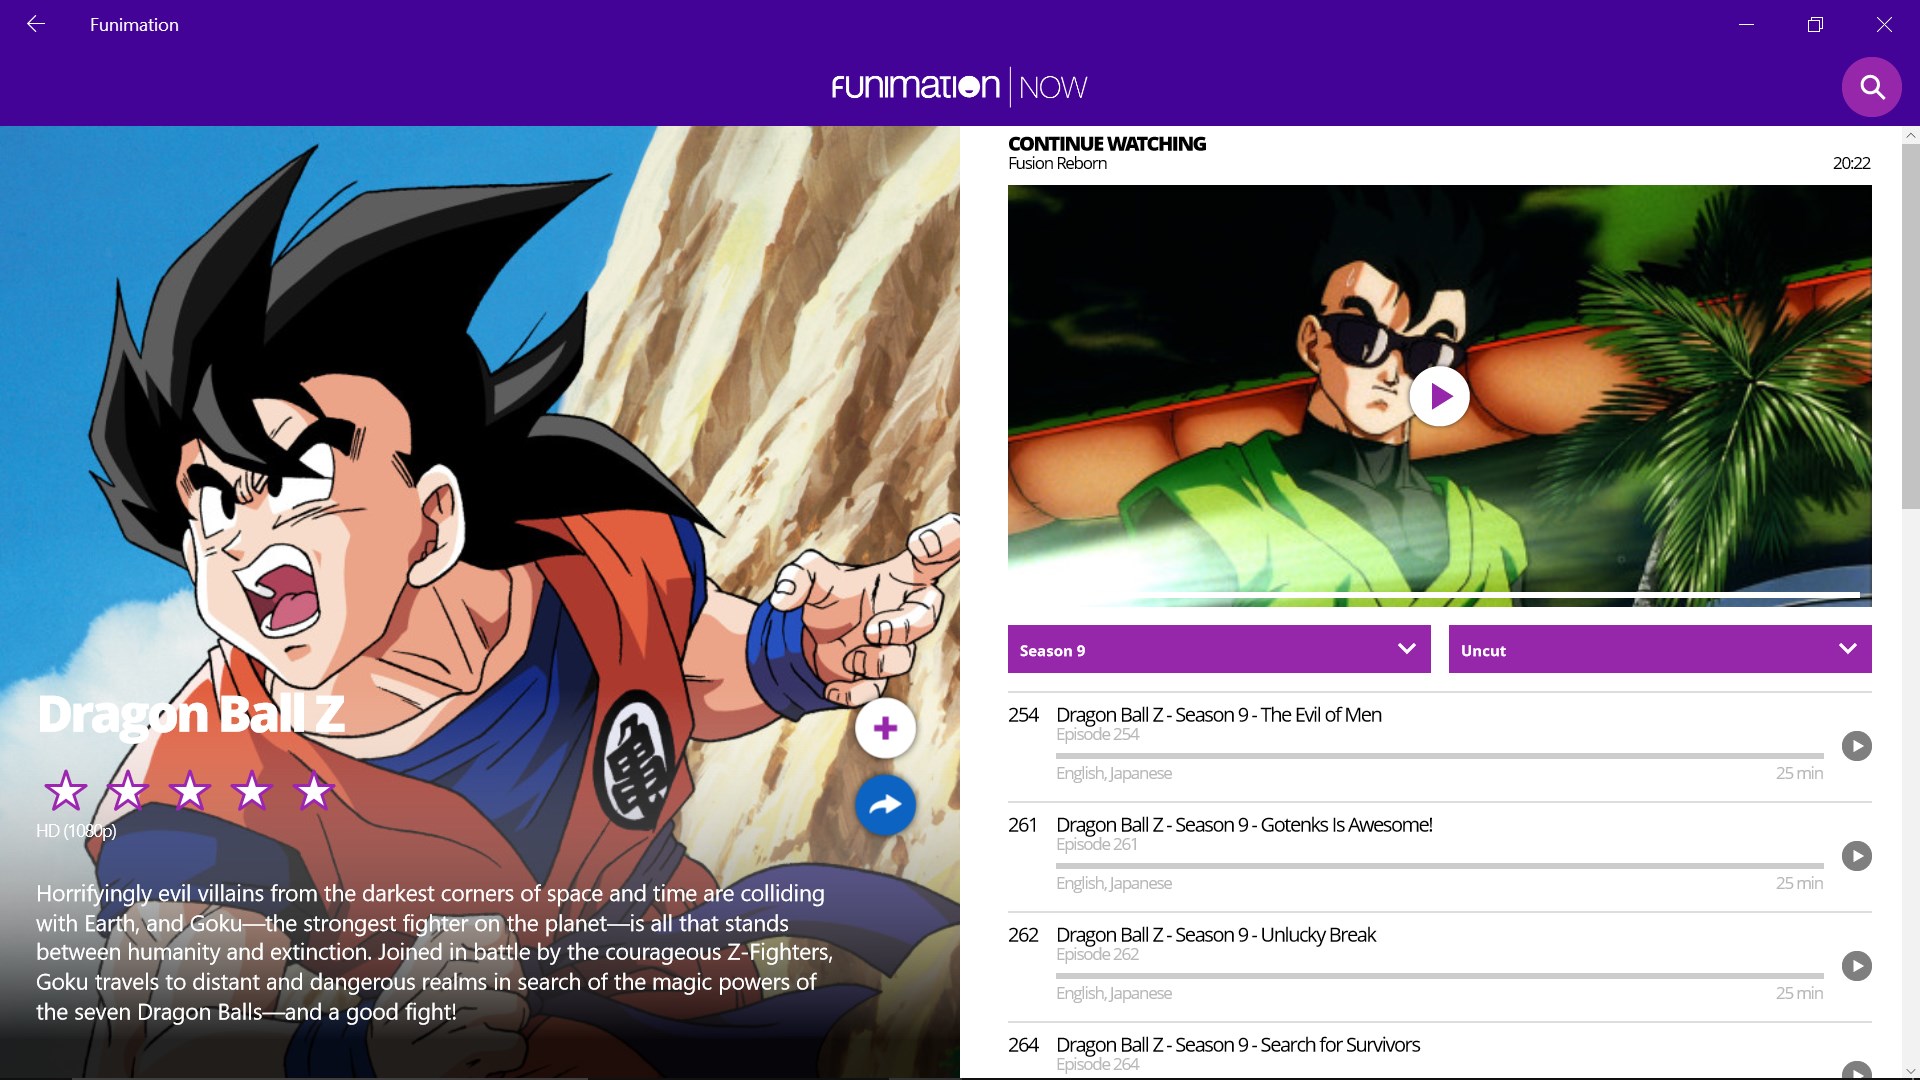 Funimation
FUNIMATION | NOW
CONTINUE WATCHING
Fusion Reborn
20:22
Season 9
Uncut
254
Dragon Ball Z - Season 9 - The Evil of Men
Episode 254
English, Japanese
25 min
261
Dragon Ball Z - Season 9 - Gotenks Is Awesome!
Episode 261
English, Japanese
25 min
262
Dragon Ball Z - Season 9 - Unlucky Break
Episode 262
English, Japanese
25 min
264
Dragon Ball Z - Season 9 - Search for Survivors
Episode 264
亀
Dragon Ball Z
HD (1080p)
Horrifyingly evil villains from the darkest corners of space and time are colliding
with Earth, and Goku—the strongest fighter on the planet—is all that stands
between humanity and extinction. Joined in battle by the courageous Z-Fighters,
Goku travels to distant and dangerous realms in search of the magic powers of
the seven Dragon Balls—and a good fight!